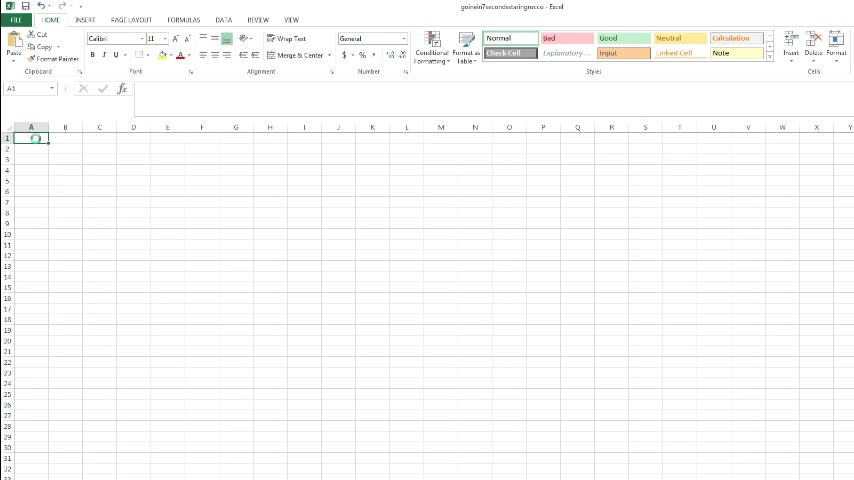 goinein7secondsstaringrocco - Excel
FILE HOME INSERT PAGE LAYOUT FORMULAS DATA REVIEW VIEW
Paste
Cut
Copy
Format Painter
Clipboard
Calibri 11
B I U
Font
Wrap Text
Merge & Center
Alignment
General
$ % ,
Number
Conditional Formatting
Format as Table
Normal Bad Good Neutral Calculation
Check Cell Explanatory ... Input Linked Cell Note
Styles
Insert Delete Format
Cells
A1
fx
A B C D E F G H I J K L M N O P Q R S T U V W X Y
1
2
3
4
5
6
7
8
9
10
11
12
13
14
15
16
17
18
19
20
21
22
23
24
25
26
27
28
29
30
31
32
33